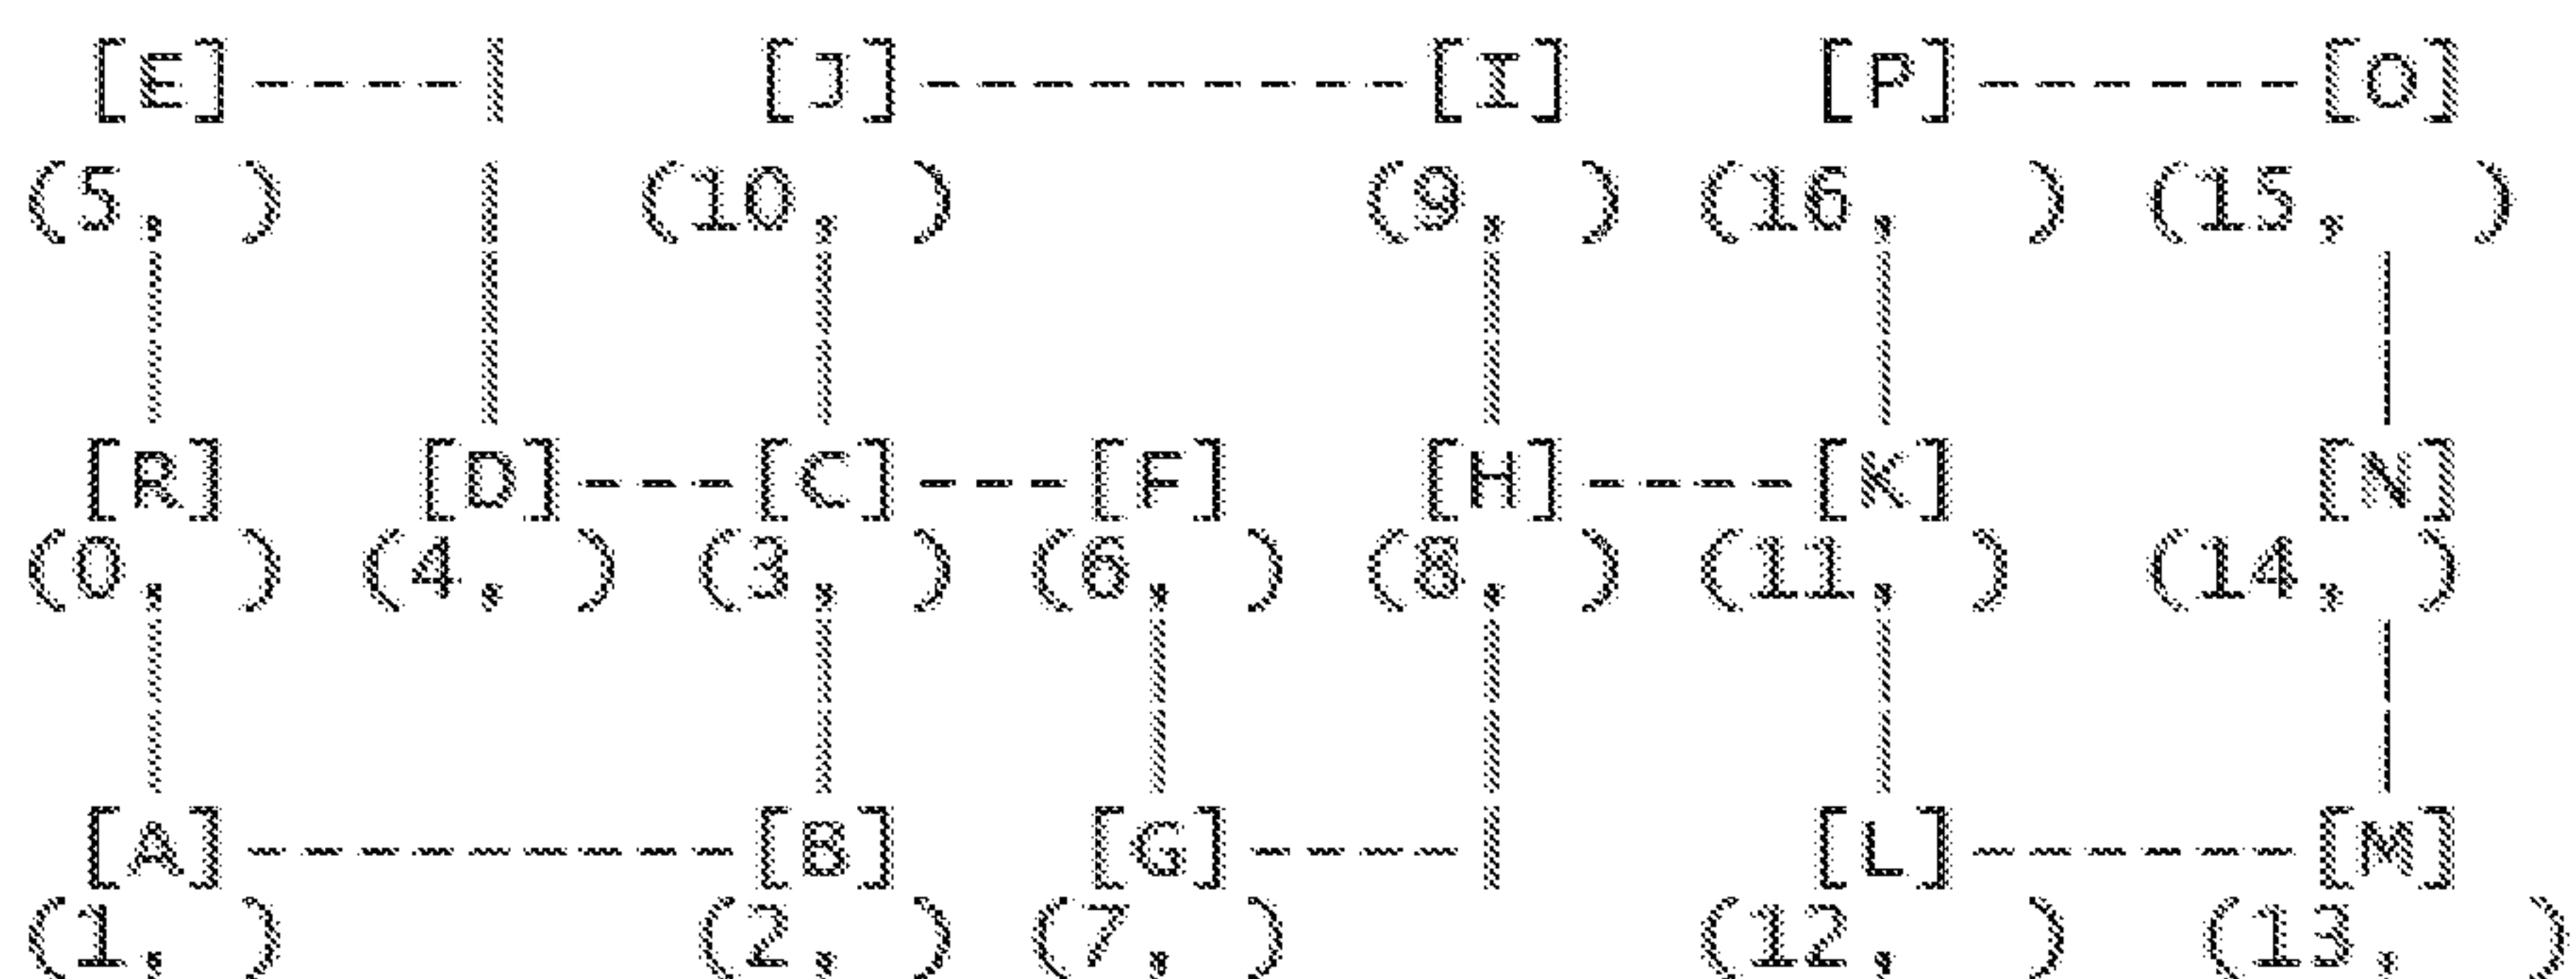 [E]----| [J]---------[I] [P]------[O]
(5, ) | (10, ) (9, ) (16, ) (15, )
| | | | | |
| | | | | |
[R] [D]---[C]---[F] [H]----[K] [N]
(0, ) (4, ) (3, ) (6, ) (8, ) (11, ) (14, )
| | | | | |
| | | | | |
[A]---------[B] [G]----| [L]------[M]
(1, ) (2, ) (7, ) (12, ) (13, )